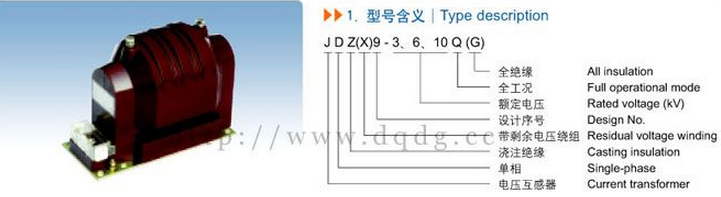 1. 型号含义 | Type description
J D Z(X)9 - 3、6、10 Q (G)
全绝缘 All insulation
全工况 Full operational mode
额定电压 Rated voltage (kV)
设计序号 Design No.
带剩余电压绕组 Residual voltage winding
浇注绝缘 Casting insulation
单相 Single-phase
电压互感器 Current transformer
http://www.dqdg.cc